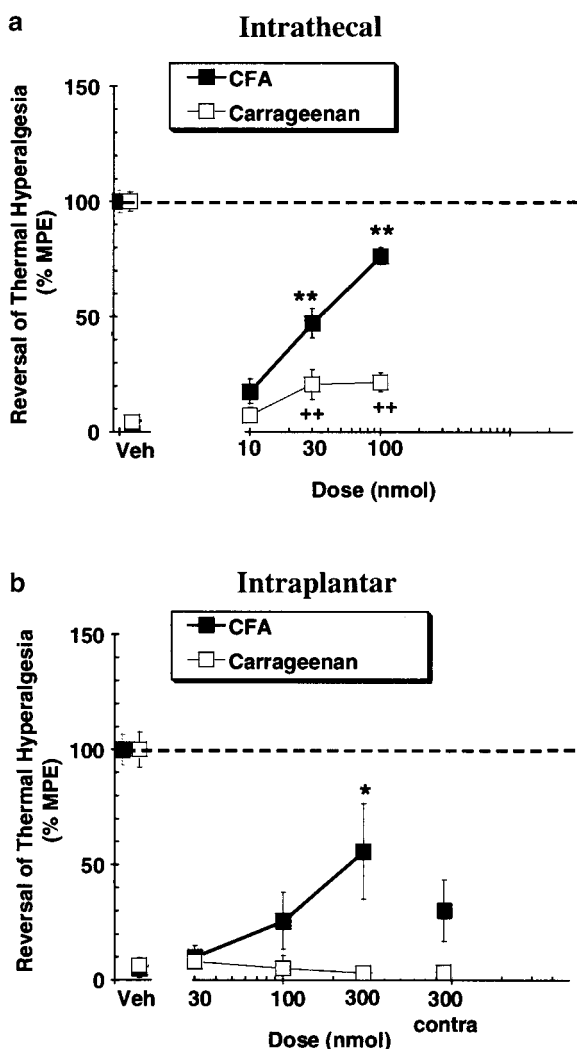 a
Intrathecal
CFA
Carrageenan
150
100
50
0
Reversal of Thermal Hyperalgesia
(% MPE)
**
**
++
++
Veh
10
30
100
Dose (nmol)
b
Intraplantar
CFA
Carrageenan
150
100
50
0
Reversal of Thermal Hyperalgesia
(% MPE)
*
Veh
30
100
300
300
contra
Dose (nmol)